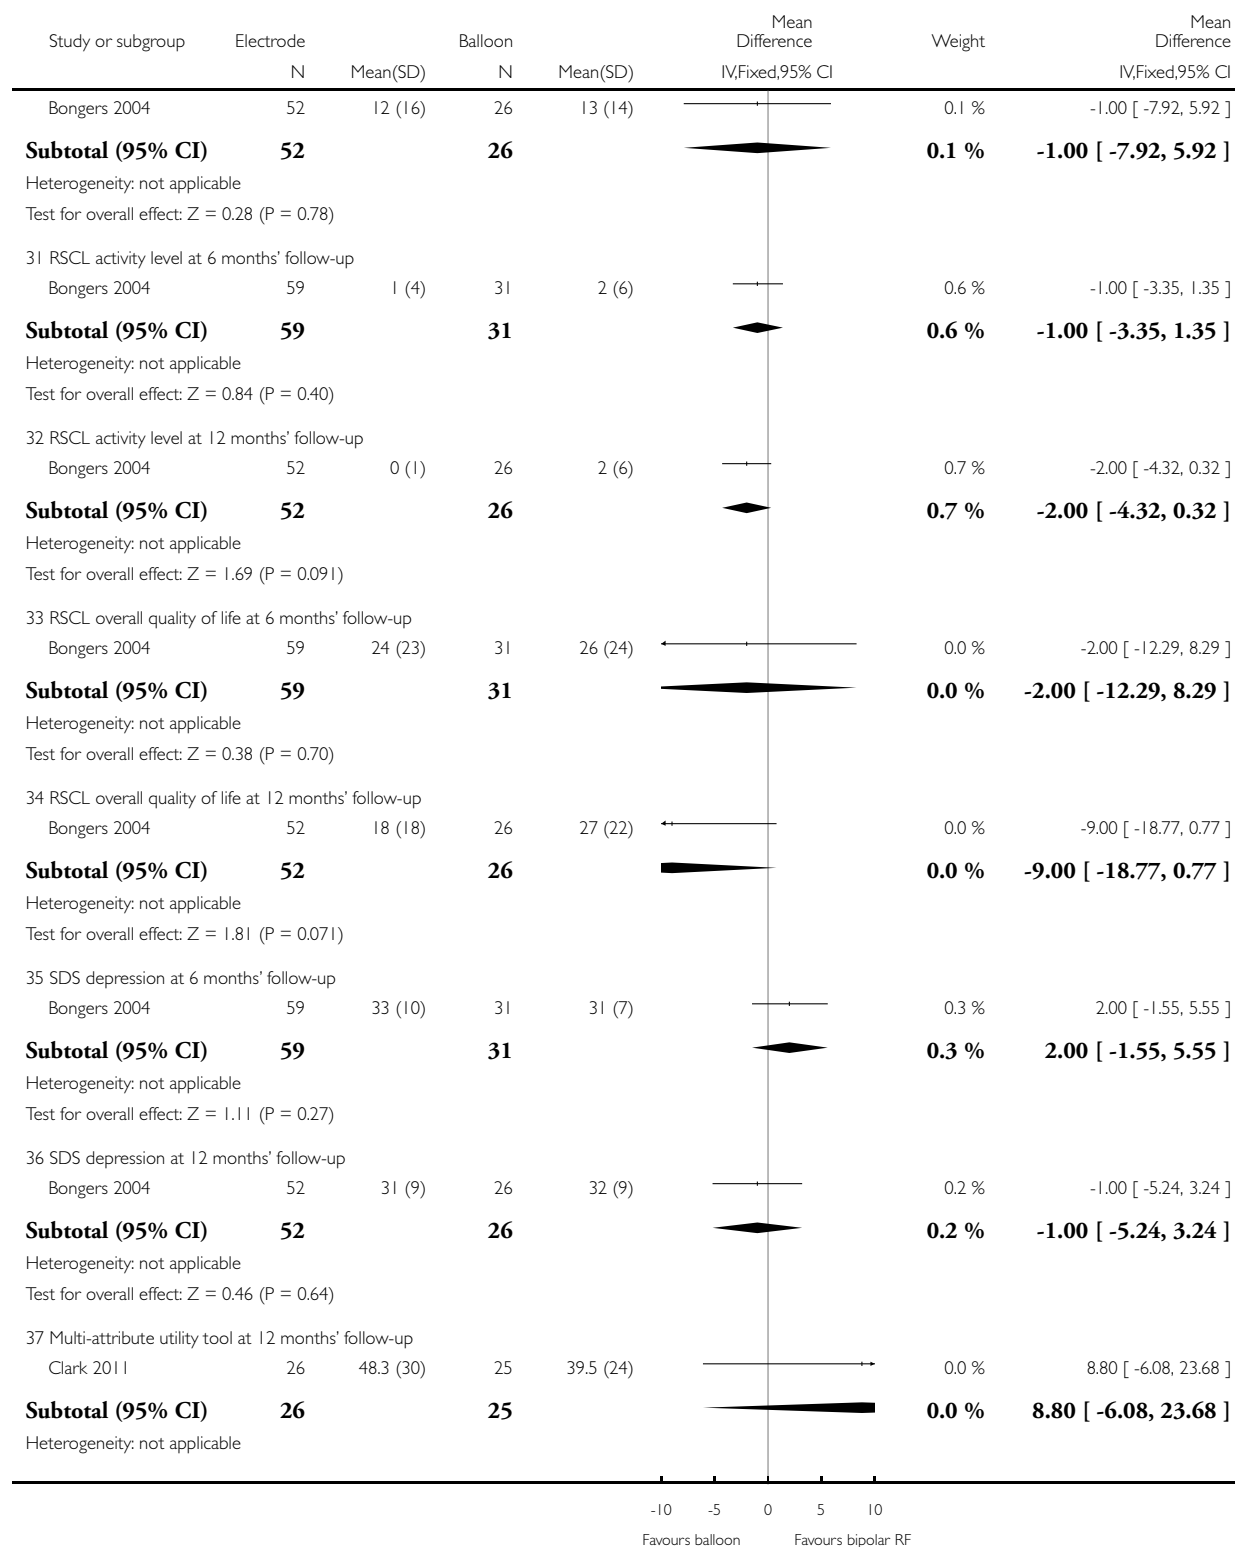 Mean Mean
Study or subgroup Electrode Balloon Difference Weight Difference
N Mean(SD) N Mean(SD) IV,Fixed,95% CI IV,Fixed,95% CI
Bongers 2004 52 12 (16) 26 13 (14) 0.1 % -1.00 [ -7.92, 5.92 ]
Subtotal (95% CI) 52 26 0.1 % -1.00 [ -7.92, 5.92 ]
Heterogeneity: not applicable
Test for overall effect: Z = 0.28 (P = 0.78)
31 RSCL activity level at 6 months' follow-up
Bongers 2004 59 1 (4) 31 2 (6) 0.6 % -1.00 [ -3.35, 1.35 ]
Subtotal (95% CI) 59 31 0.6 % -1.00 [ -3.35, 1.35 ]
Heterogeneity: not applicable
Test for overall effect: Z = 0.84 (P = 0.40)
32 RSCL activity level at 12 months' follow-up
Bongers 2004 52 0 (1) 26 2 (6) 0.7 % -2.00 [ -4.32, 0.32 ]
Subtotal (95% CI) 52 26 0.7 % -2.00 [ -4.32, 0.32 ]
Heterogeneity: not applicable
Test for overall effect: Z = 1.69 (P = 0.091)
33 RSCL overall quality of life at 6 months' follow-up
Bongers 2004 59 24 (23) 31 26 (24) 0.0 % -2.00 [ -12.29, 8.29 ]
Subtotal (95% CI) 59 31 0.0 % -2.00 [ -12.29, 8.29 ]
Heterogeneity: not applicable
Test for overall effect: Z = 0.38 (P = 0.70)
34 RSCL overall quality of life at 12 months' follow-up
Bongers 2004 52 18 (18) 26 27 (22) 0.0 % -9.00 [ -18.77, 0.77 ]
Subtotal (95% CI) 52 26 0.0 % -9.00 [ -18.77, 0.77 ]
Heterogeneity: not applicable
Test for overall effect: Z = 1.81 (P = 0.071)
35 SDS depression at 6 months' follow-up
Bongers 2004 59 33 (10) 31 31 (7) 0.3 % 2.00 [ -1.55, 5.55 ]
Subtotal (95% CI) 59 31 0.3 % 2.00 [ -1.55, 5.55 ]
Heterogeneity: not applicable
Test for overall effect: Z = 1.11 (P = 0.27)
36 SDS depression at 12 months' follow-up
Bongers 2004 52 31 (9) 26 32 (9) 0.2 % -1.00 [ -5.24, 3.24 ]
Subtotal (95% CI) 52 26 0.2 % -1.00 [ -5.24, 3.24 ]
Heterogeneity: not applicable
Test for overall effect: Z = 0.46 (P = 0.64)
37 Multi-attribute utility tool at 12 months' follow-up
Clark 2011 26 48.3 (30) 25 39.5 (24) 0.0 % 8.80 [ -6.08, 23.68 ]
Subtotal (95% CI) 26 25 0.0 % 8.80 [ -6.08, 23.68 ]
Heterogeneity: not applicable
-10 -5 0 5 10
Favours balloon Favours bipolar RF